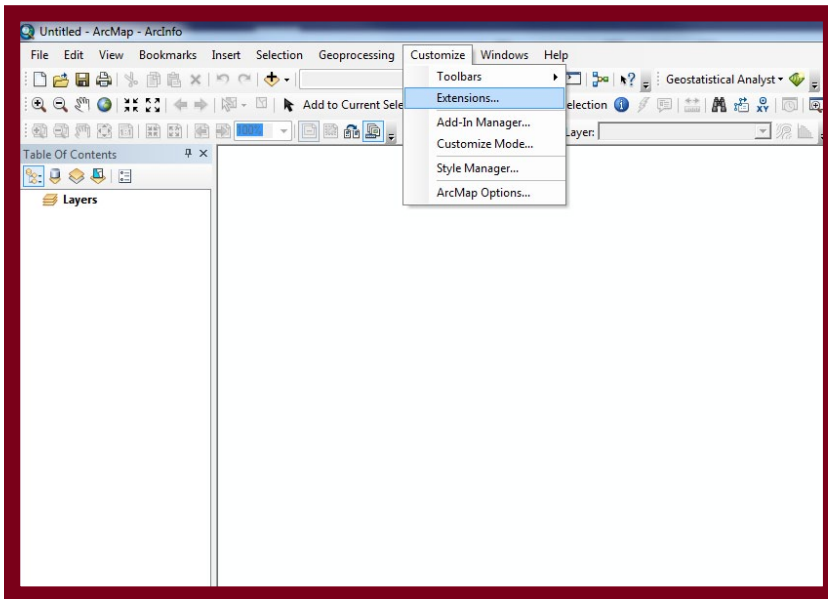 Untitled - ArcMap - ArcInfo
File Edit View Bookmarks Insert Selection Geoprocessing Customize Windows Help
Toolbars
Geostatistical Analyst
Extensions...
Add to Current Sele
election
Add-In Manager...
100%
Layer:
Customize Mode...
Table Of Contents
Style Manager...
ArcMap Options...
Layers